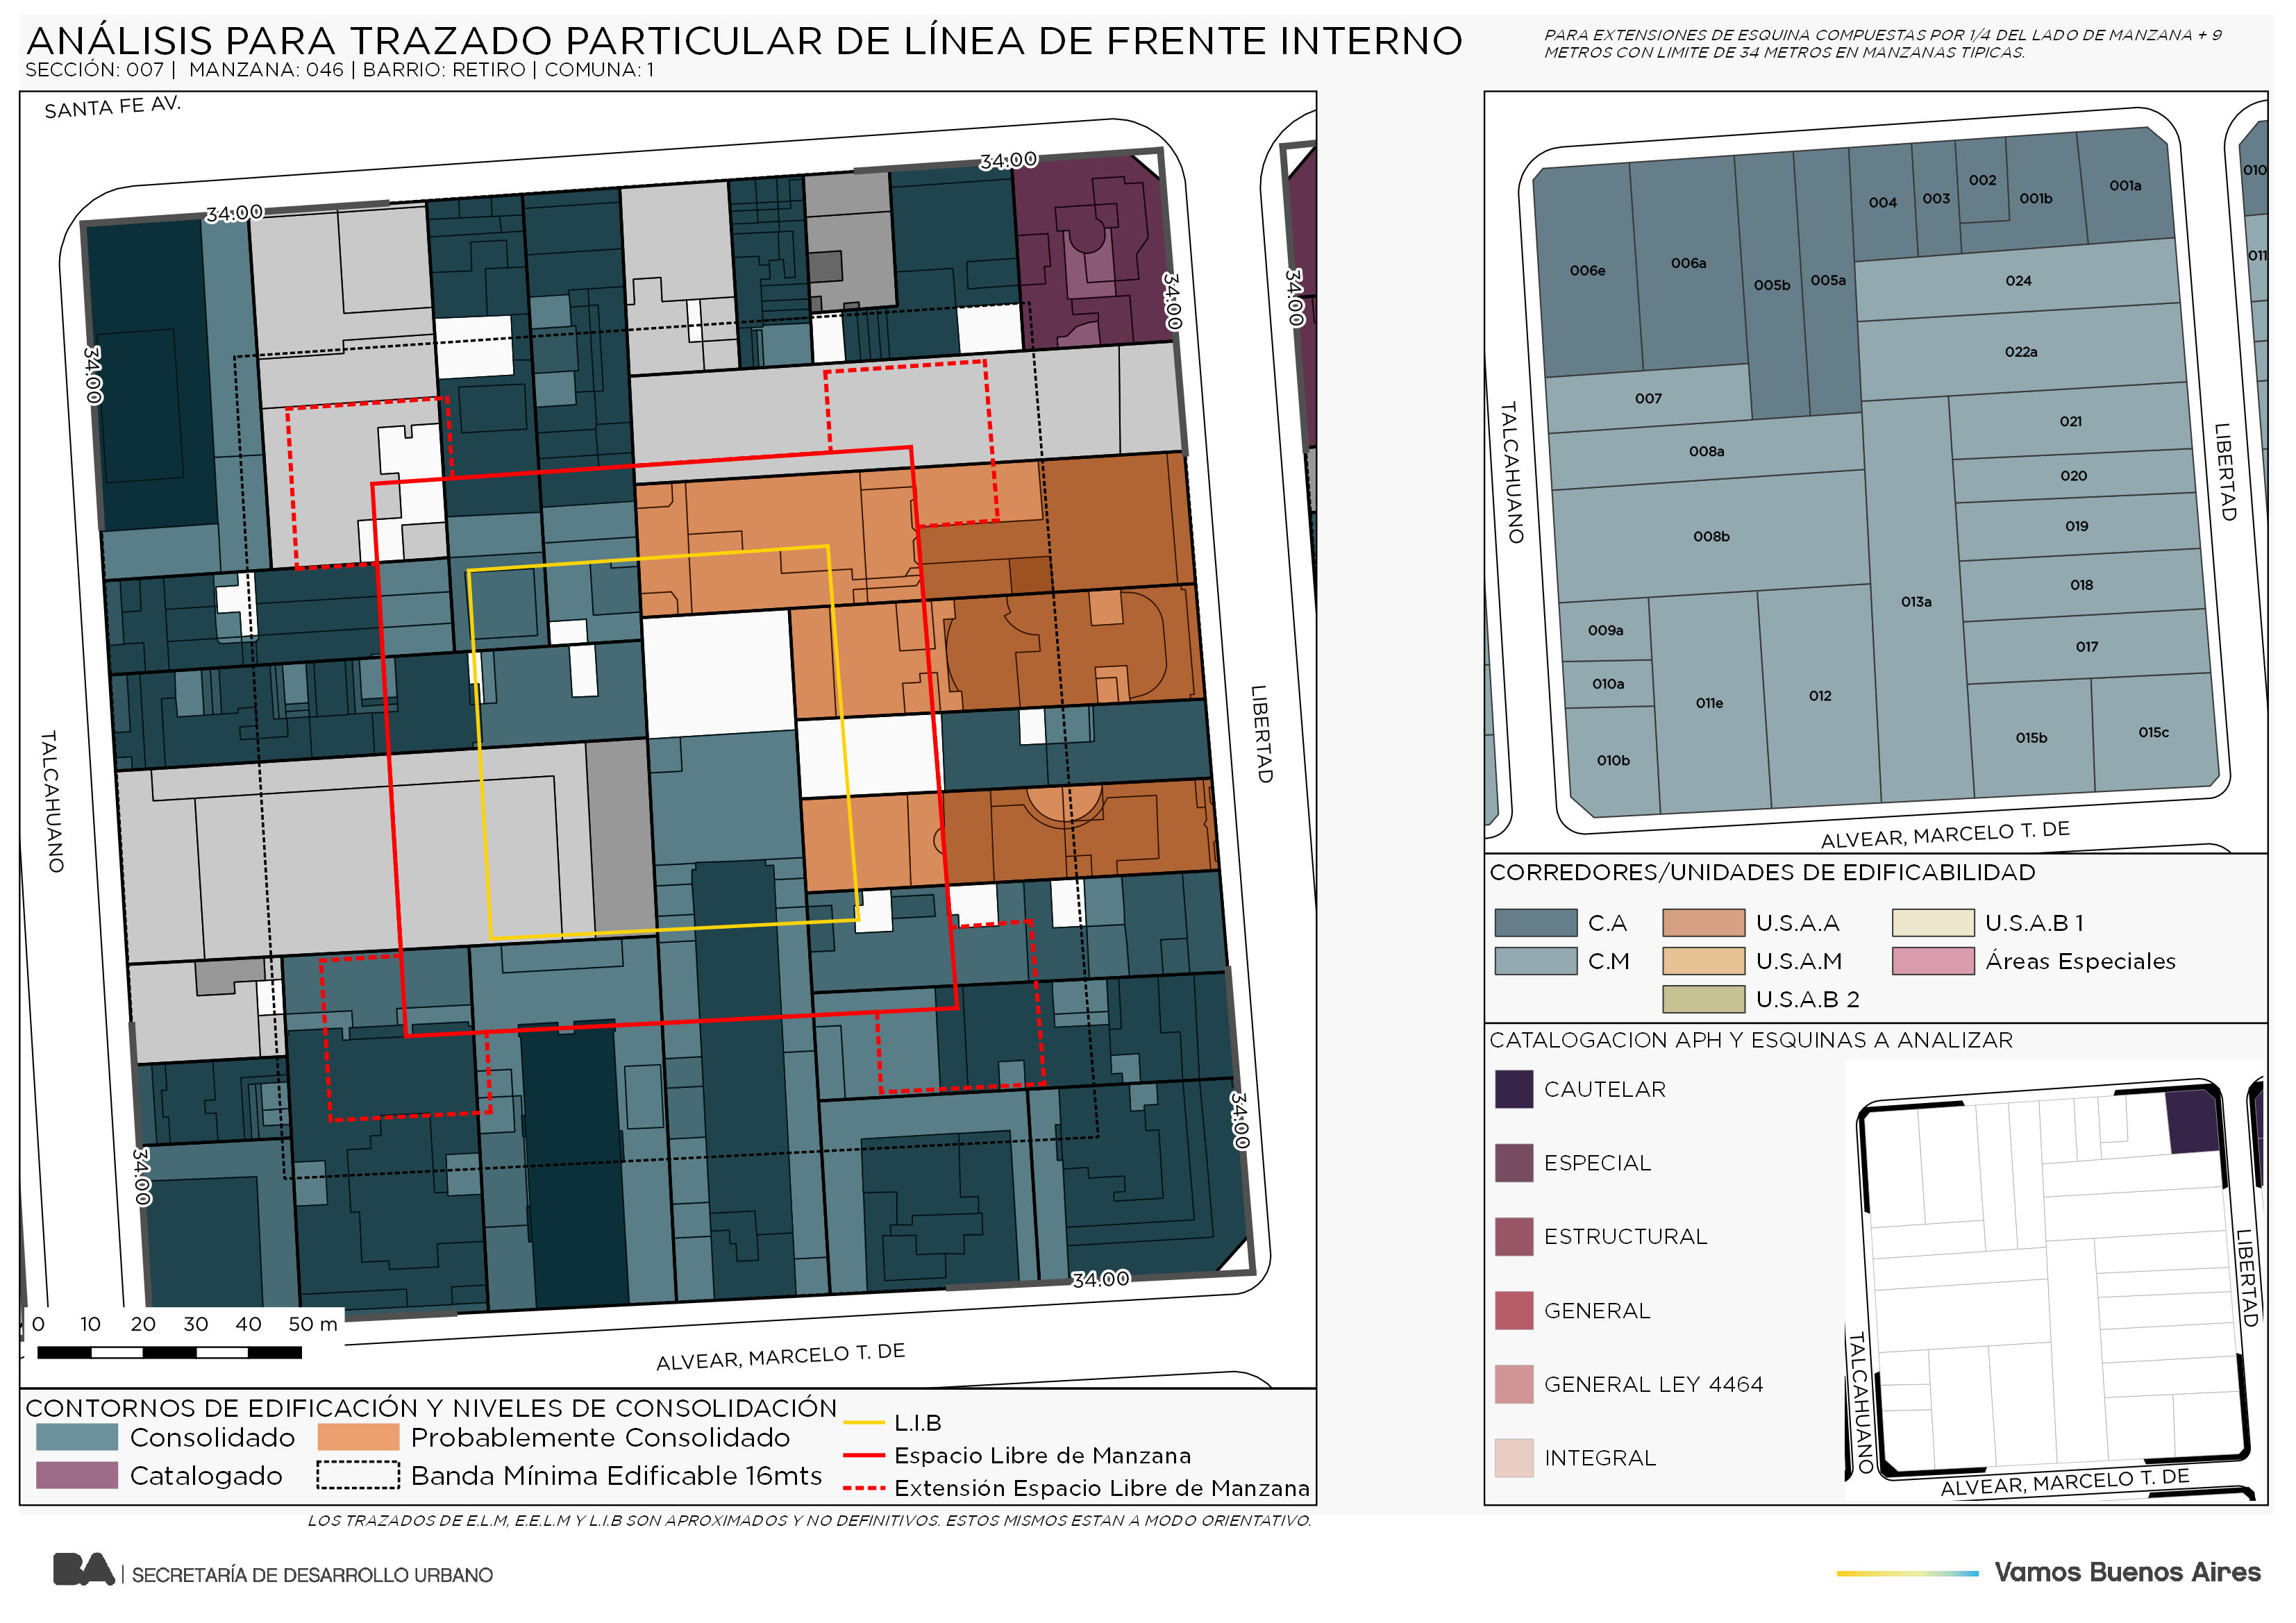 ANÁLISIS PARA TRAZADO PARTICULAR DE LÍNEA DE FRENTE INTERNO
SECCIÓN: 007 | MANZANA: 046 | BARRIO: RETIRO | COMUNA: 1
PARA EXTENSIONES DE ESQUINA COMPUESTAS POR 1/4 DEL LADO DE MANZANA + 9
METROS CON LIMITE DE 34 METROS EN MANZANAS TIPICAS.
SANTA FE AV.
34.00
34.00
34.00
34.00
34.00
34.00
34.00
34.00
TALCAHUANO
LIBERTAD
ALVEAR, MARCELO T. DE
0 10 20 30 40 50 m
CONTORNOS DE EDIFICACIÓN Y NIVELES DE CONSOLIDACIÓN
Consolidado
Probablemente Consolidado
Catalogado
Banda Mínima Edificable 16mts
L.I.B
Espacio Libre de Manzana
Extensión Espacio Libre de Manzana
LOS TRAZADOS DE E.L.M, E.E.L.M Y L.I.B SON APROXIMADOS Y NO DEFINITIVOS. ESTOS MISMOS ESTAN A MODO ORIENTATIVO.
006e
006a
005b
005a
004
003
002
001b
001a
010
011
024
022a
007
008a
021
020
008b
019
018
013a
009a
017
010a
011e
012
010b
015b
015c
TALCAHUANO
LIBERTAD
ALVEAR, MARCELO T. DE
CORREDORES/UNIDADES DE EDIFICABILIDAD
C.A
U.S.A.A
U.S.A.B 1
C.M
U.S.A.M
Áreas Especiales
U.S.A.B 2
CATALOGACION APH Y ESQUINAS A ANALIZAR
CAUTELAR
ESPECIAL
ESTRUCTURAL
GENERAL
GENERAL LEY 4464
INTEGRAL
TALCAHUANO
LIBERTAD
ALVEAR, MARCELO T. DE
BA | SECRETARÍA DE DESARROLLO URBANO
Vamos Buenos Aires